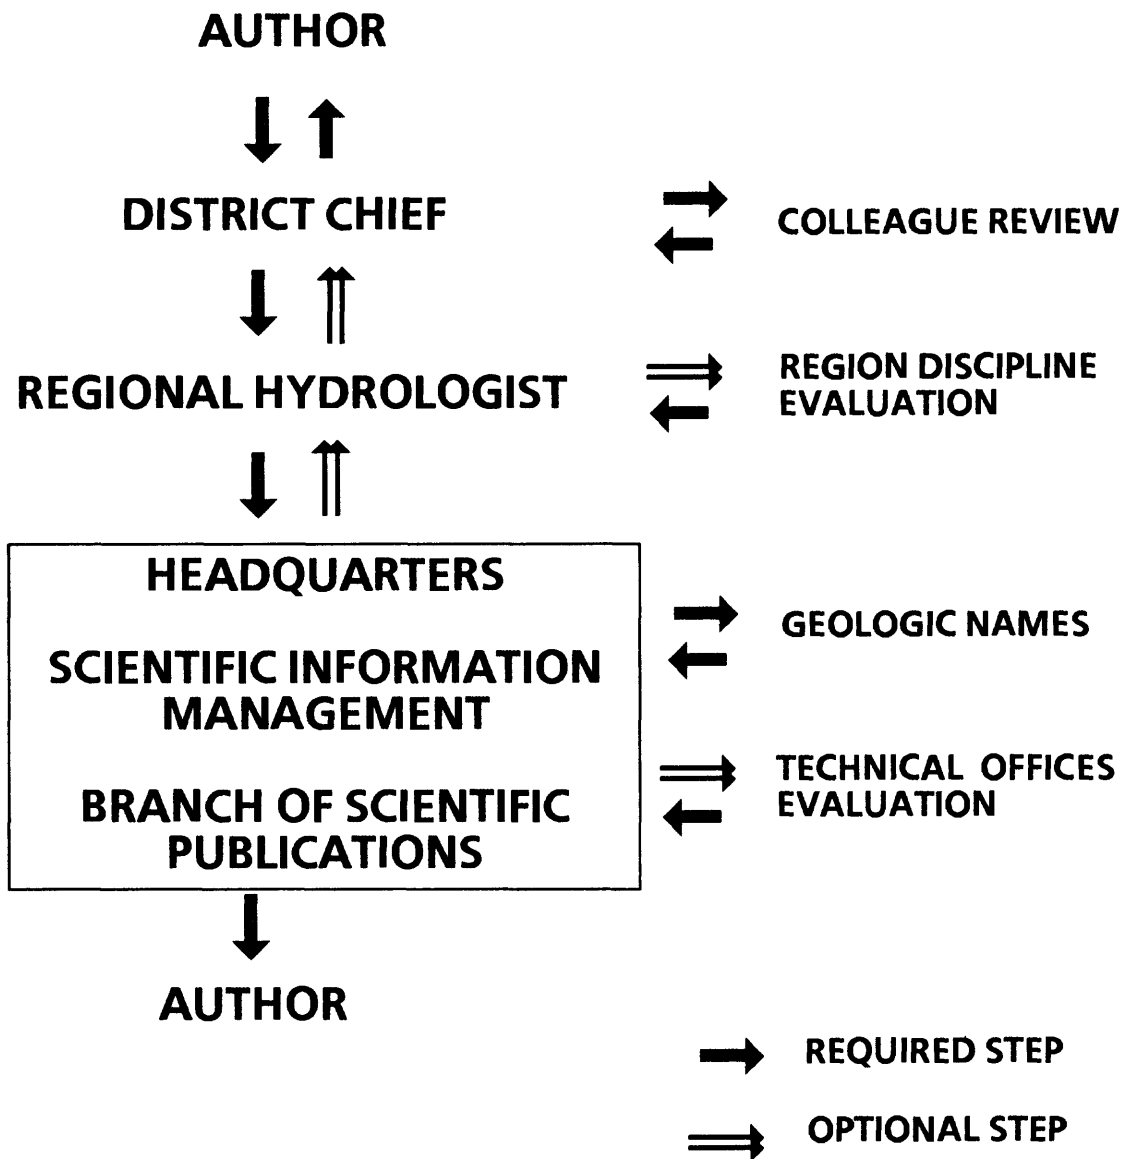 AUTHOR
DISTRICT CHIEF
COLLEAGUE REVIEW
REGIONAL HYDROLOGIST
REGION DISCIPLINE
EVALUATION
HEADQUARTERS
GEOLOGIC NAMES
SCIENTIFIC INFORMATION
MANAGEMENT
TECHNICAL OFFICES
EVALUATION
BRANCH OF SCIENTIFIC
PUBLICATIONS
AUTHOR
REQUIRED STEP
OPTIONAL STEP